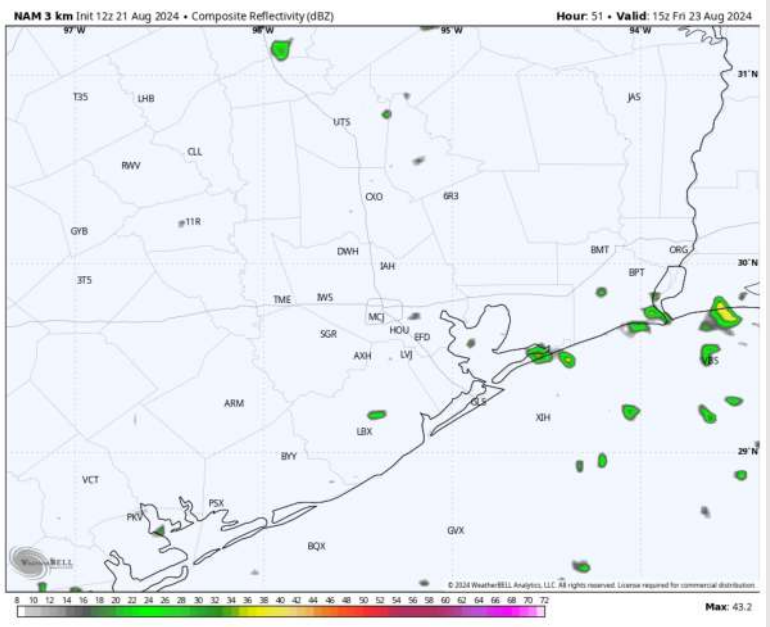 NAM 3 km Init 12z 21 Aug 2024 • Composite Reflectivity (dBZ) Hour: 51 • Valid: 15z Fri 23 Aug 2024
97°W 96°W 95°W 94°W
31°N
T35 LHB JAS
UTS
CLL
RWV
CXO 6R3
11R
GYB
DWH BMT ORG
30°N
IAH BPT
3T5
TME IWS
MCJ
SGR HOU EFD
AXH LVJ VBS
ARM GLS
XIH
LBX
29°N
BYY
VCT
PSX
PKV
GVX
BQX
WeatherBELL
© 2024 WeatherBELL Analytics, LLC. All rights reserved. License required for commercial distribution.
8 10 12 14 16 18 20 22 24 26 28 30 32 34 36 38 40 42 44 46 48 50 52 54 56 58 60 62 64 66 68 70 72
Max: 43.2